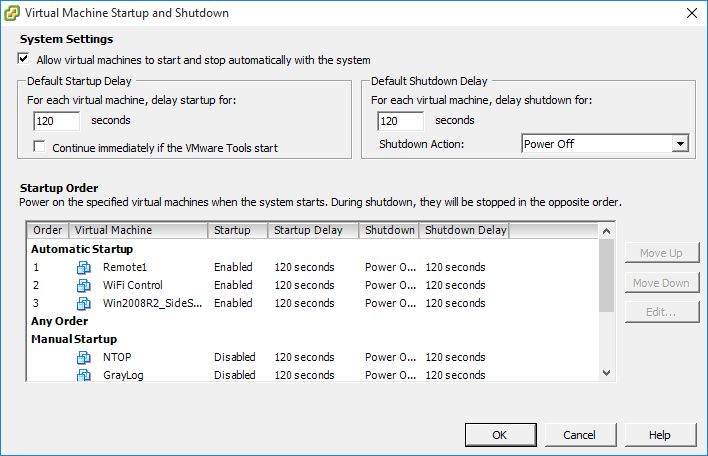 Virtual Machine Startup and Shutdown
System Settings
Allow virtual machines to start and stop automatically with the system
Default Startup Delay
For each virtual machine, delay startup for:
120 seconds
Continue immediately if the VMware Tools start
Default Shutdown Delay
For each virtual machine, delay shutdown for:
120 seconds
Shutdown Action: Power Off
Startup Order
Power on the specified virtual machines when the system starts. During shutdown, they will be stopped in the opposite order.
Order Virtual Machine Startup Startup Delay Shutdown Shutdown Delay
Automatic Startup
1 Remote1 Enabled 120 seconds Power O... 120 seconds
2 WiFi Control Enabled 120 seconds Power O... 120 seconds
3 Win2008R2_SideS... Enabled 120 seconds Power O... 120 seconds
Any Order
Manual Startup
NTOP Disabled 120 seconds Power O... 120 seconds
GrayLog Disabled 120 seconds Power O... 120 seconds
Move Up
Move Down
Edit...
OK Cancel Help